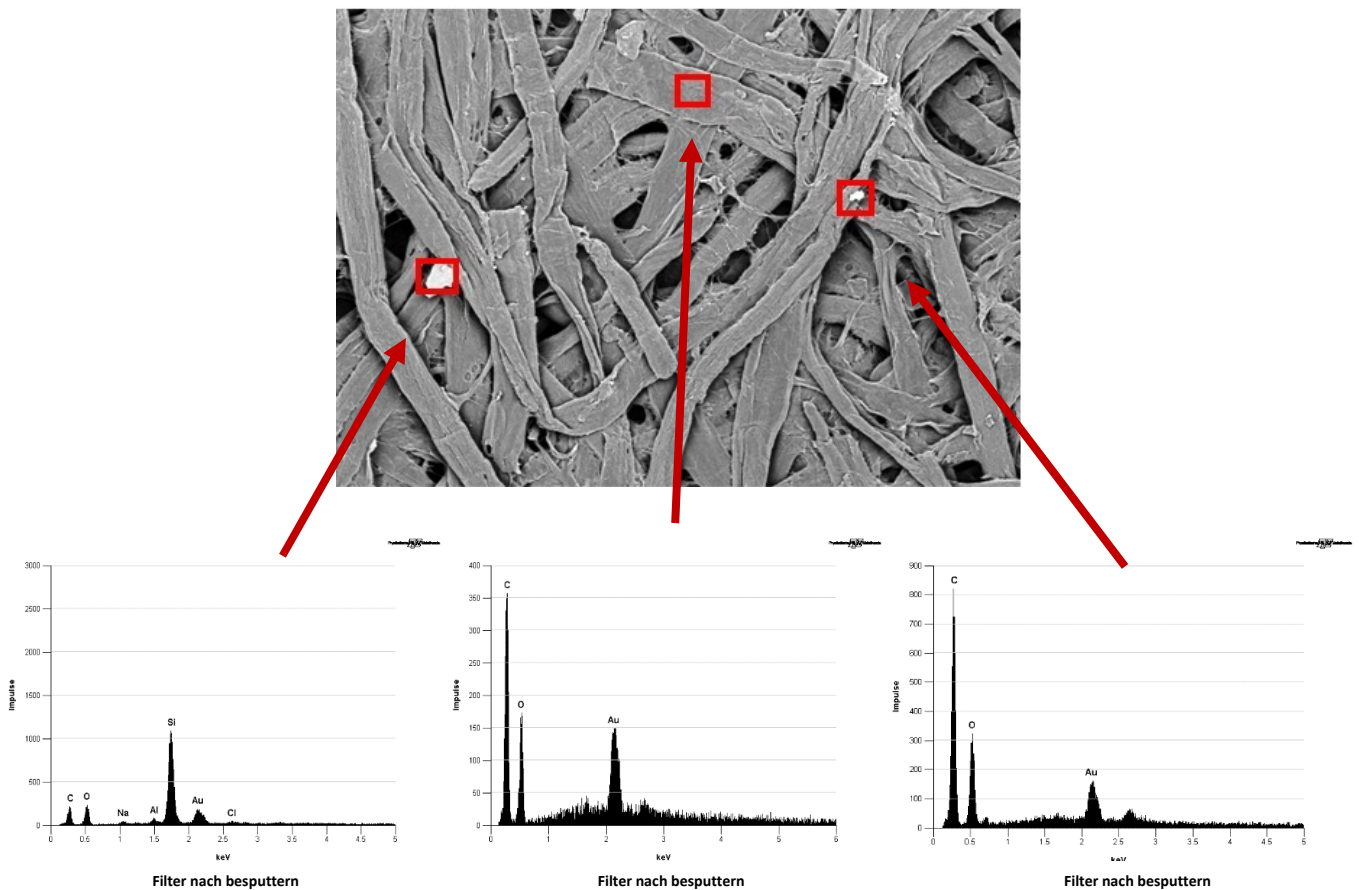 3000
2500
2000
1500
1000
500
0
Impulse
C
O
Na
Al
Si
Au
Cl
0
0.5
1
1.5
2
2.5
3
3.5
4
4.5
5
keV
Filter nach besputtern
400
350
300
250
200
150
100
50
0
Impulse
C
O
Au
0
1
2
3
4
5
6
keV
Filter nach besputtern
900
800
700
600
500
400
300
200
100
0
Impulse
C
O
Au
0
0.5
1
1.5
2
2.5
3
3.5
4
4.5
5
keV
Filter nach besputtern